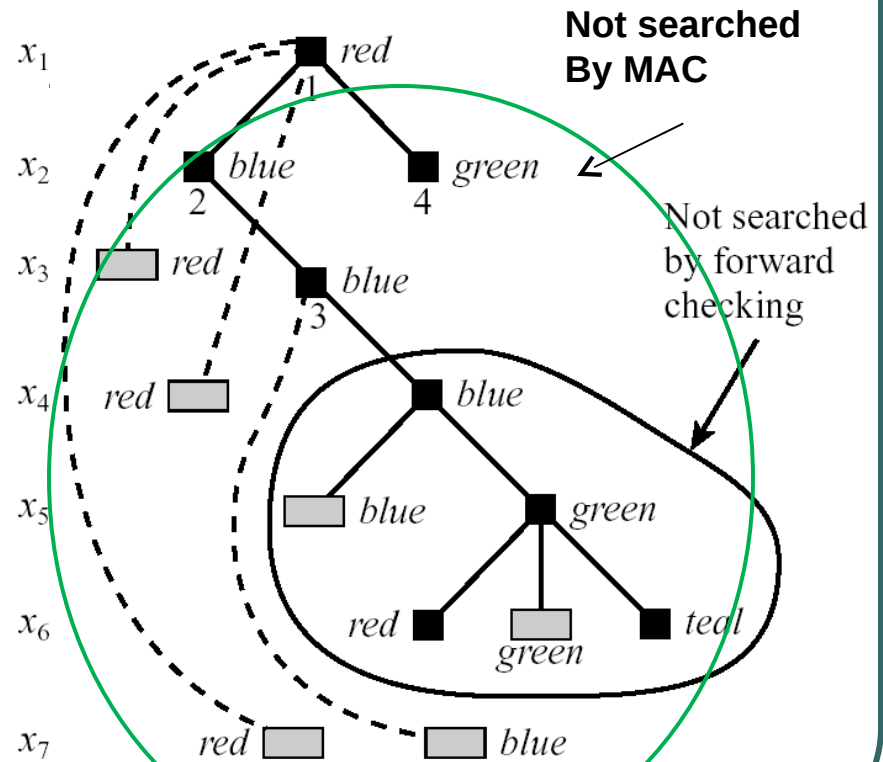 Not searched
By MAC
x1 red
1
x2 blue green
2 4
Not searched
by forward
checking
x3 red blue
3
x4 red blue
x5 blue green
x6 red teal
green
x7 red blue